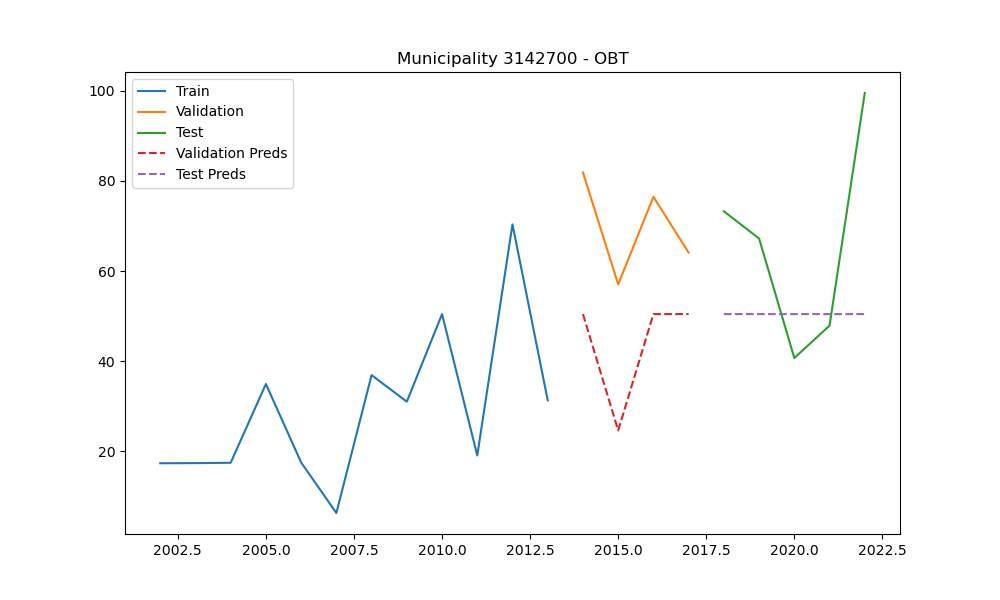 Municipality 3142700 - OBT
Train
Validation
Test
Validation Preds
Test Preds
100
80
60
40
20
2002.5 2005.0 2007.5 2010.0 2012.5 2015.0 2017.5 2020.0 2022.5